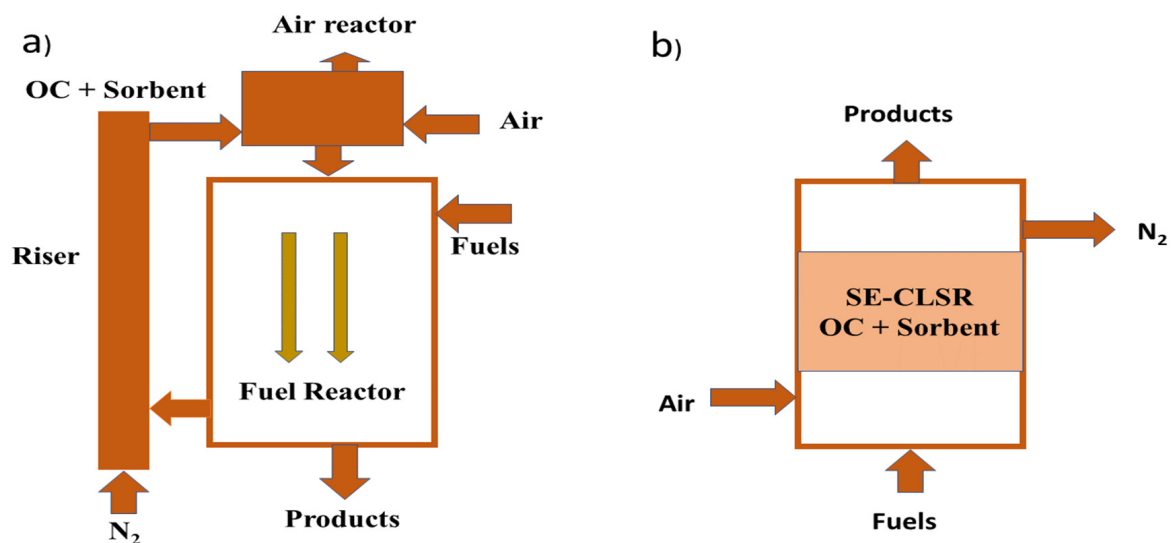 a)
Air reactor
OC + Sorbent
Air
Riser
Fuels
Fuel Reactor
N2
Products
b)
Products
N2
SE-CLSR
OC + Sorbent
Air
Fuels